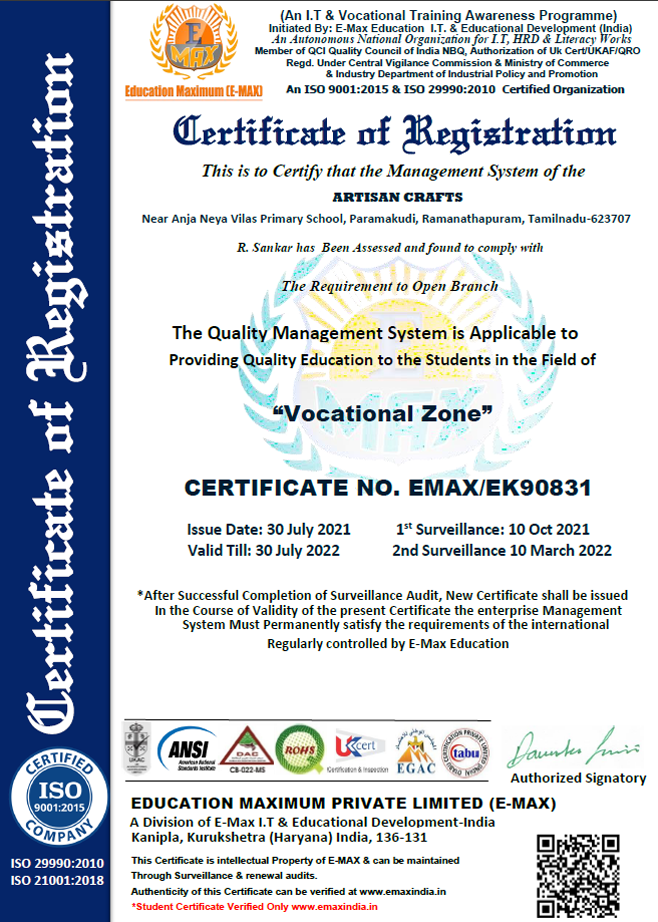 (An I.T & Vocational Training Awareness Programme)
Initiated By: E-Max Education I.T. & Educational Development (India)
An Autonomous National Organization for I.T, HRD & Literacy Works
Member of QCI Quality Council of India NBQ, Authorization of Uk Cert/UKAF/QRO
Regd. Under Central Vigilance Commission & Ministry of Commerce
& Industry Department of Industrial Policy and Promotion
An ISO 9001:2015 & ISO 29990:2010 Certified Organization
E
MAX
Education Maximum (E-MAX)
Certificate of Registration
Certificate of Registration
This is to Certify that the Management System of the
ARTISAN CRAFTS
Near Anja Neya Vilas Primary School, Paramakudi, Ramanathapuram, Tamilnadu-623707
R. Sankar has Been Assessed and found to comply with
The Requirement to Open Branch
The Quality Management System is Applicable to
Providing Quality Education to the Students in the Field of
“Vocational Zone”
E
MAX
CERTIFICATE NO. EMAX/EK90831
Issue Date: 30 July 2021 1st Surveillance: 10 Oct 2021
Valid Till: 30 July 2022 2nd Surveillance 10 March 2022
*After Successful Completion of Surveillance Audit, New Certificate shall be issued
In the Course of Validity of the present Certificate the enterprise Management
System Must Permanently satisfy the requirements of the international
Regularly controlled by E-Max Education
UKAC
ANSI
American National
Standards Institute
DAC
CB-022-MS
ROHS
UKcert
Certification & Inspection
EGAC
tabu
Authorized Signatory
CERTIFIED
ISO
9001:2015
COMPANY
ISO 29990:2010
ISO 21001:2018
EDUCATION MAXIMUM PRIVATE LIMITED (E-MAX)
A Division of E-Max I.T & Educational Development-India
Kanipla, Kurukshetra (Haryana) India, 136-131
This Certificate is intellectual Property of E-MAX & can be maintained
Through Surveillance & renewal audits.
Authenticity of this Certificate can be verified at www.emaxindia.in
*Student Certificate Verified Only www.emaxindia.in